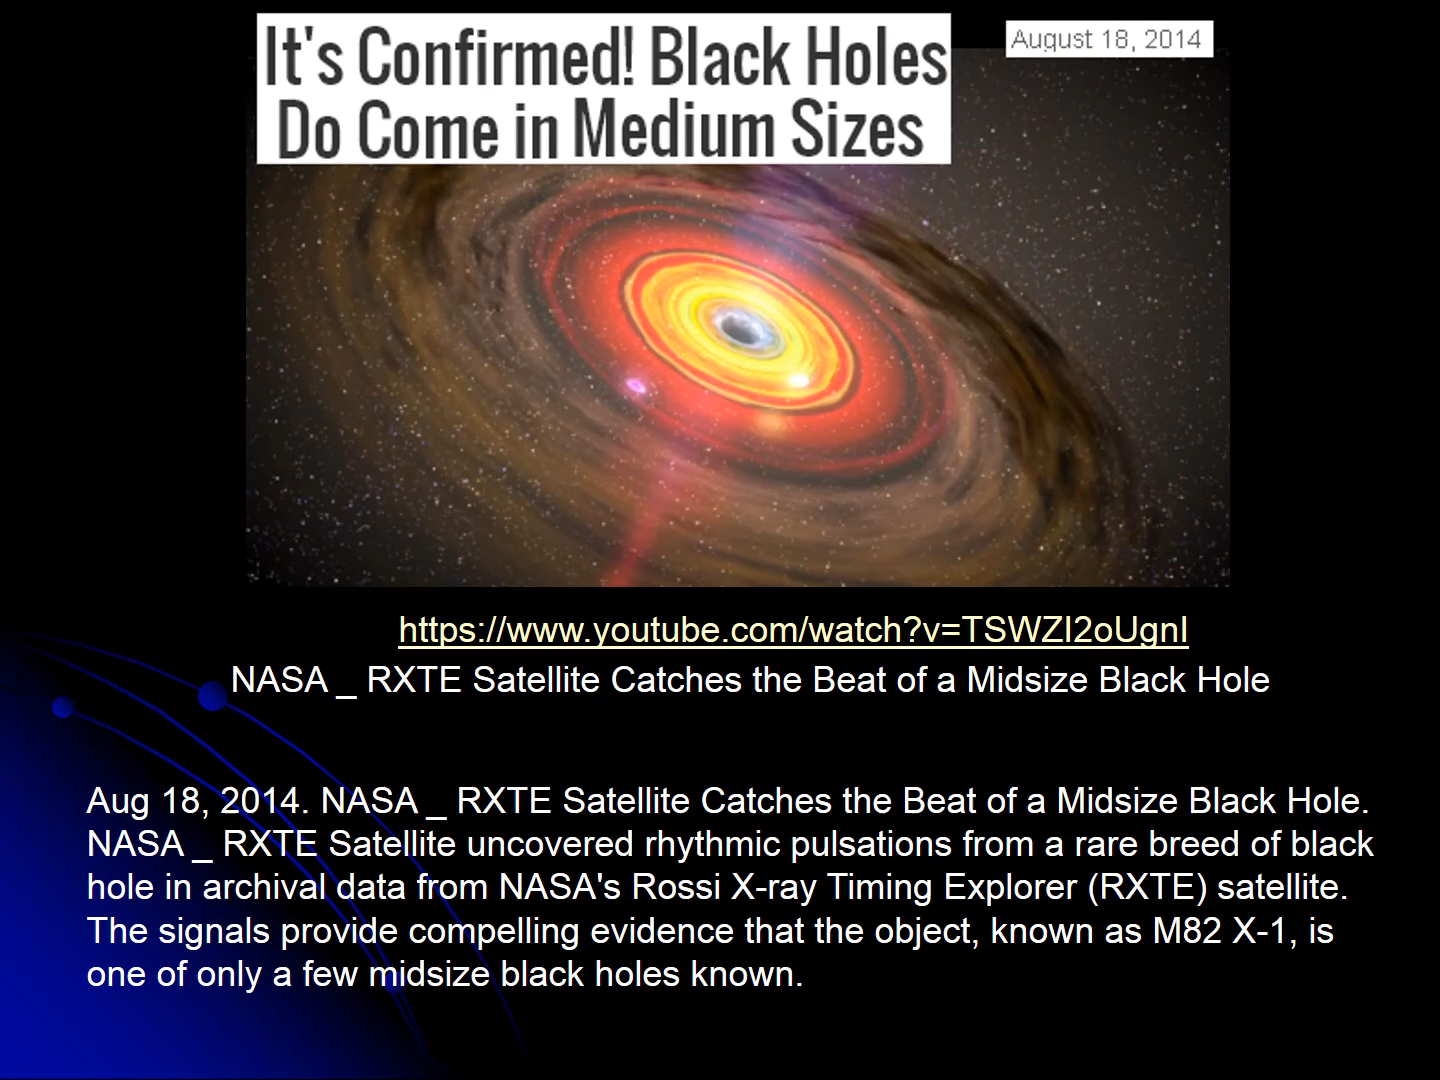 It's Confirmed! Black Holes
Do Come in Medium Sizes
August 18, 2014
https://www.youtube.com/watch?v=TSWZI2oUgnI
NASA _ RXTE Satellite Catches the Beat of a Midsize Black Hole
Aug 18, 2014. NASA _ RXTE Satellite Catches the Beat of a Midsize Black Hole.
NASA _ RXTE Satellite uncovered rhythmic pulsations from a rare breed of black
hole in archival data from NASA's Rossi X-ray Timing Explorer (RXTE) satellite.
The signals provide compelling evidence that the object, known as M82 X-1, is
one of only a few midsize black holes known.